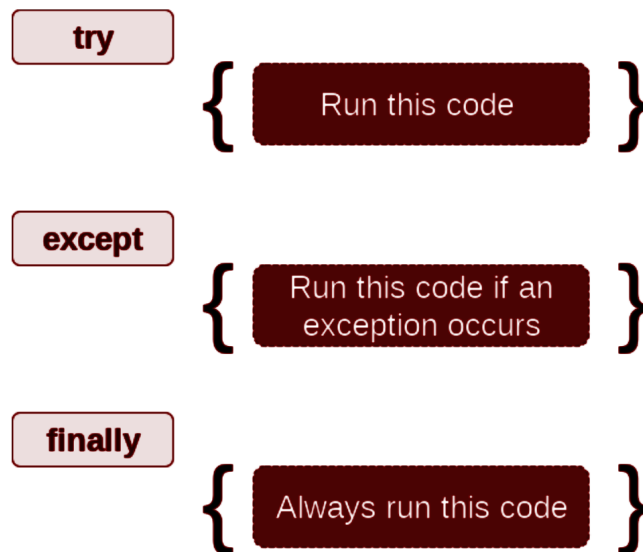 try
{ Run this code }
except
{ Run this code if an
exception occurs }
finally
{ Always run this code }